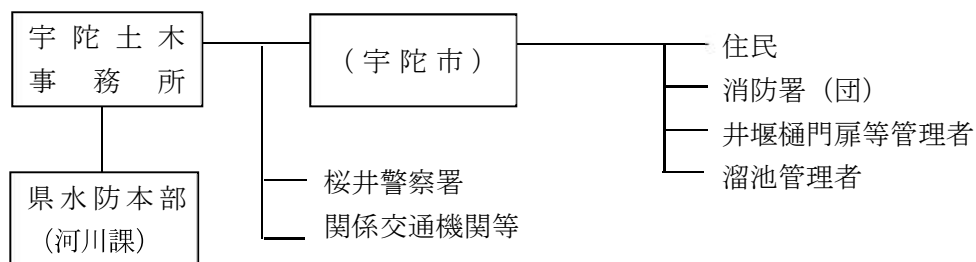 宇陀土木
事務所
(宇陀市)
住民
消防署(団)
井堰樋門扉等管理者
溜池管理者
県水防本部
(河川課)
桜井警察署
関係交通機関等